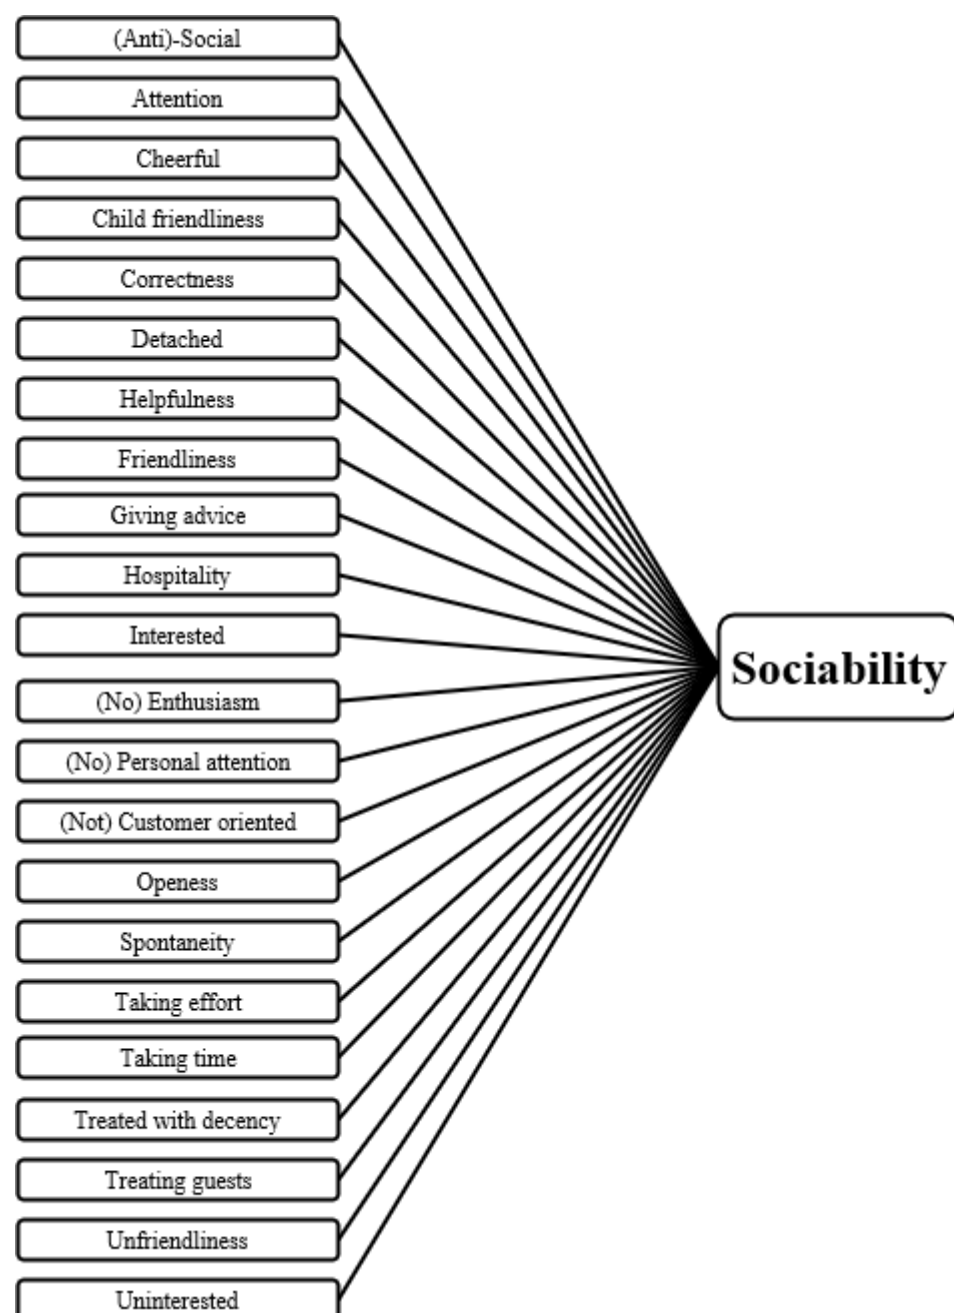 (Anti)-Social
Attention
Cheerful
Child friendliness
Correctness
Detached
Helpfulness
Friendliness
Giving advice
Hospitality
Interested
Sociability
(No) Enthusiasm
(No) Personal attention
(Not) Customer oriented
Openess
Spontaneity
Taking effort
Taking time
Treated with decency
Treating guests
Unfriendliness
Uninterested